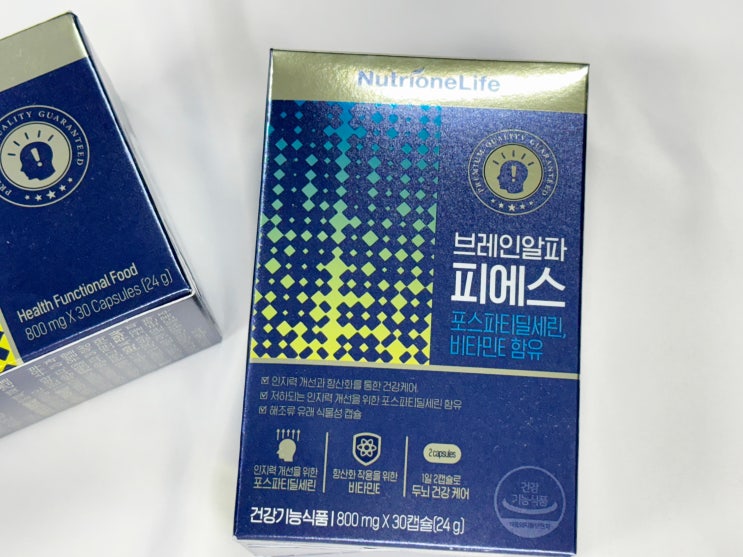 NutrioneLife
PREMIUM QUALITY GUARANTEED
브레인알파
피에스
포스파티딜세린,
비타민E 함유
인지력 개선과 항산화를 통한 건강케어
저하되는 인지력 개선을 위한 포스파티딜세린 함유
해조류 유래 식물성 캡슐
인지력 개선을 위한
포스파티딜세린
항산화 작용을 위한
비타민E
2 capsules
1일 2캡슐로
두뇌 건강 케어
건강
기능식품
건강기능식품 | 800 mg X 30캡슐(24 g)
QUALITY GUARANTEED
Health Functional Food
800 mg X 30 Capsules (24 g)